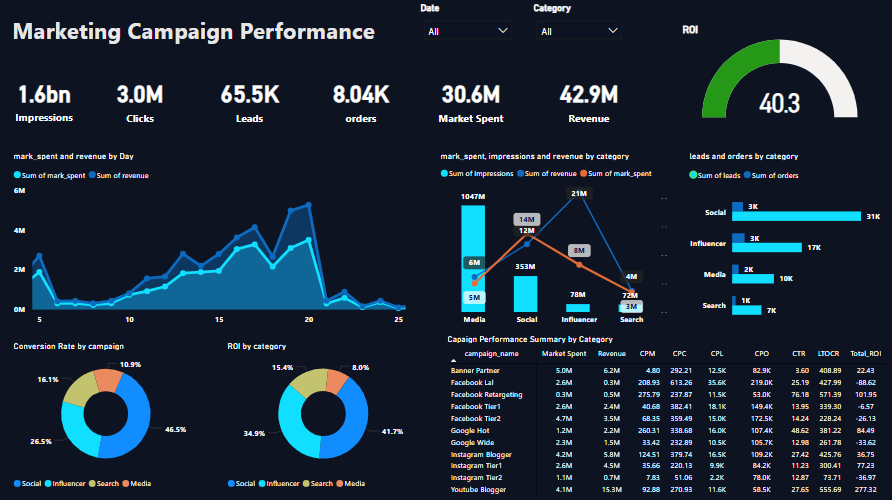 Date
Category
Marketing Campaign Performance
All
All
ROI
1.6bn
3.0M
65.5K
8.04K
30.6M
42.9M
40.3
Impressions
Clicks
Leads
orders
Market Spent
Revenue
mark_spent and revenue by Day
Sum of mark_spent Sum of revenue
6M
4M
2M
0M
5 10 15 20 25
mark_spent, impressions and revenue by category
Sum of impressions Sum of revenue Sum of mark_spent
1047M
21M
14M
12M
6M
8M
353M
4M
5M
78M
72M
3M
Media Social Influencer Search
leads and orders by category
Sum of leads Sum of orders
Social 3K 31K
Influencer 3K 17K
Media 2K 10K
Search 1K 7K
Conversion Rate by campaign
10.9%
16.1%
26.5%
46.5%
Social Influencer Search Media
ROI by category
8.0%
15.4%
34.9%
41.7%
Social Influencer Search Media
Capaign Performance Summary by Category
campaign_name Market Spent Revenue CPM CPC CPL CPO CTR LTOCR Total_ROI
Banner Partner 5.0M 6.2M 4.80 292.21 12.5K 82.9K 3.60 408.89 22.43
Facebook Lal 2.6M 0.3M 208.93 613.26 35.6K 219.0K 25.19 427.99 -88.62
Facebook Retargeting 0.3M 0.5M 275.79 237.87 11.5K 53.0K 76.18 571.39 101.95
Facebook Tier1 2.6M 2.4M 40.68 382.41 18.1K 149.4K 13.95 339.30 -6.57
Facebook Tier2 4.7M 3.5M 68.35 359.49 15.0K 172.5K 14.24 228.24 -26.13
Google Hot 1.2M 2.2M 260.31 338.68 16.0K 107.4K 48.62 381.22 84.49
Google Wide 2.3M 1.5M 33.42 232.89 10.5K 105.7K 12.98 261.78 -33.62
Instagram Blogger 4.2M 5.8M 124.51 379.74 16.5K 109.2K 27.42 425.76 36.75
Instagram Tier1 2.6M 4.5M 35.66 220.13 9.9K 84.2K 11.23 300.41 77.23
Instagram Tier2 1.1M 0.7M 7.83 51.06 2.2K 78.0K 12.87 73.71 -36.97
Youtube Blogger 4.1M 15.3M 92.88 270.93 11.6K 58.5K 27.65 555.69 277.32